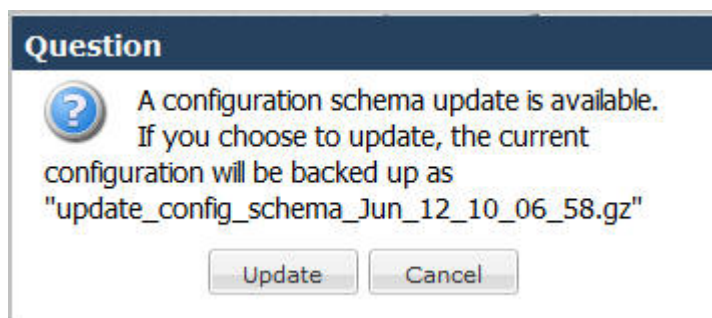 Question
A configuration schema update is available.
If you choose to update, the current
configuration will be backed up as
"update_config_schema_Jun_12_10_06_58.gz"
Update
Cancel